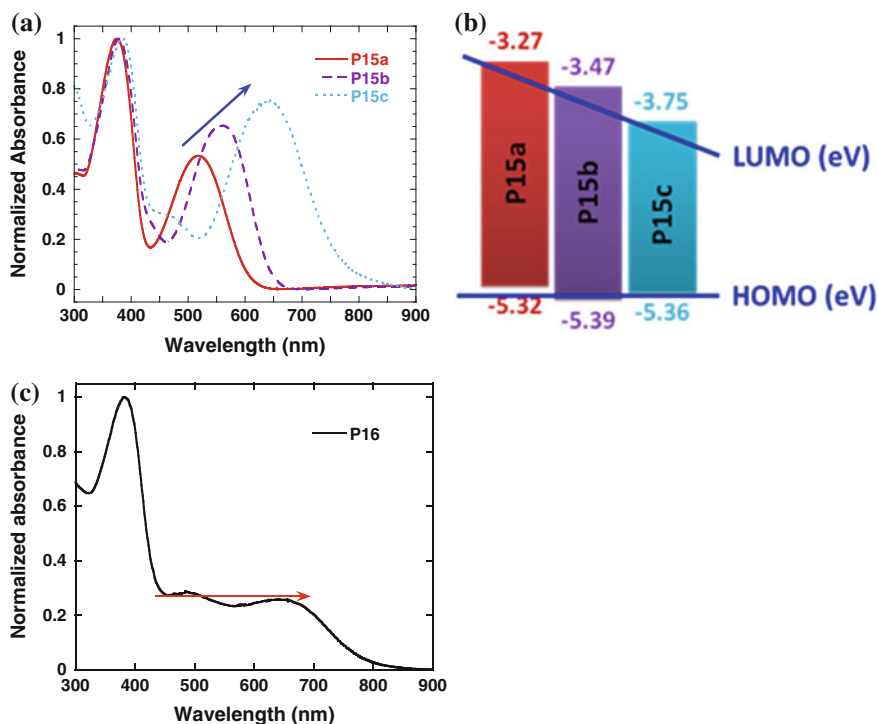 (a)
Normalized Absorbance
1
0.8
0.6
0.4
0.2
0
300 400 500 600 700 800 900
Wavelength (nm)
P15a
P15b
P15c
(b)
-3.27
-3.47
-3.75
LUMO (eV)
P15a
P15b
P15c
HOMO (eV)
-5.32
-5.39
-5.36
(c)
Normalized absorbance
1
0.8
0.6
0.4
0.2
0
300 400 500 600 700 800 900
Wavelength (nm)
P16